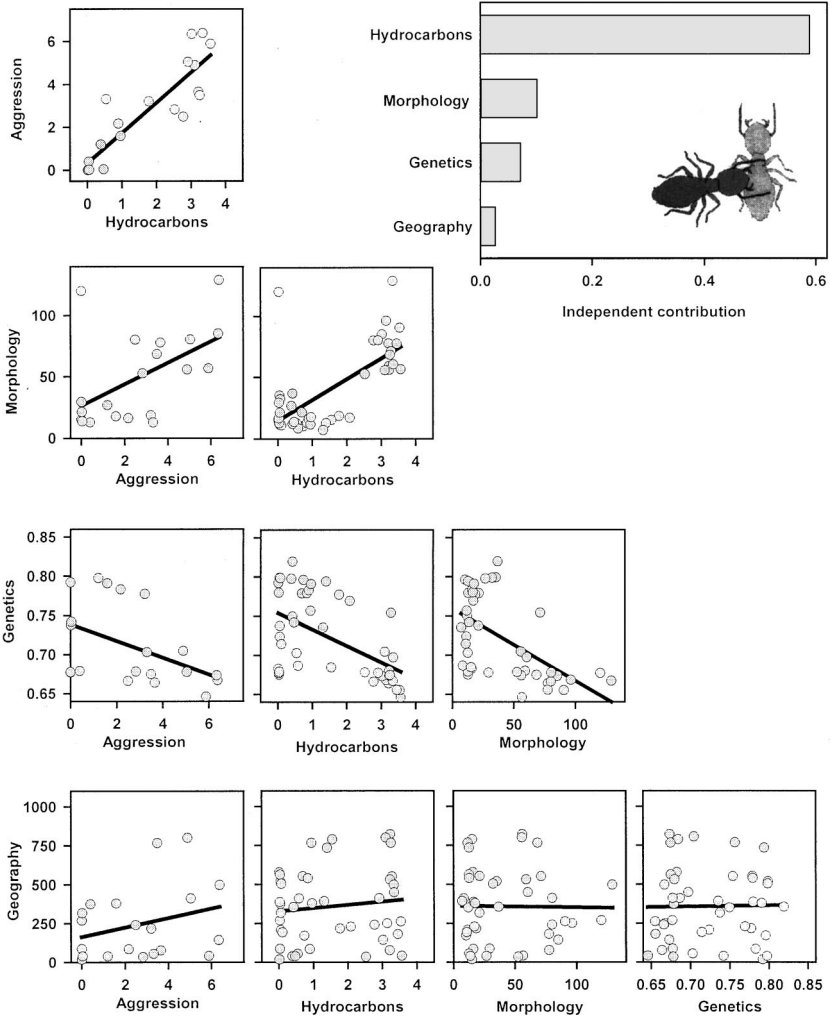 6
4
2
0
Aggression
0 1 2 3 4
Hydrocarbons
Hydrocarbons
Morphology
Genetics
Geography
0.0 0.2 0.4 0.6
Independent contribution
100
50
0
Morphology
0 2 4 6
Aggression
0 1 2 3 4
Hydrocarbons
0.85
0.80
0.75
0.70
0.65
Genetics
0 2 4 6
Aggression
0 1 2 3 4
Hydrocarbons
0 50 100
Morphology
1000
750
500
250
0
Geography
0 2 4 6
Aggression
0 1 2 3 4
Hydrocarbons
0 50 100
Morphology
0.65 0.70 0.75 0.80 0.85
Genetics